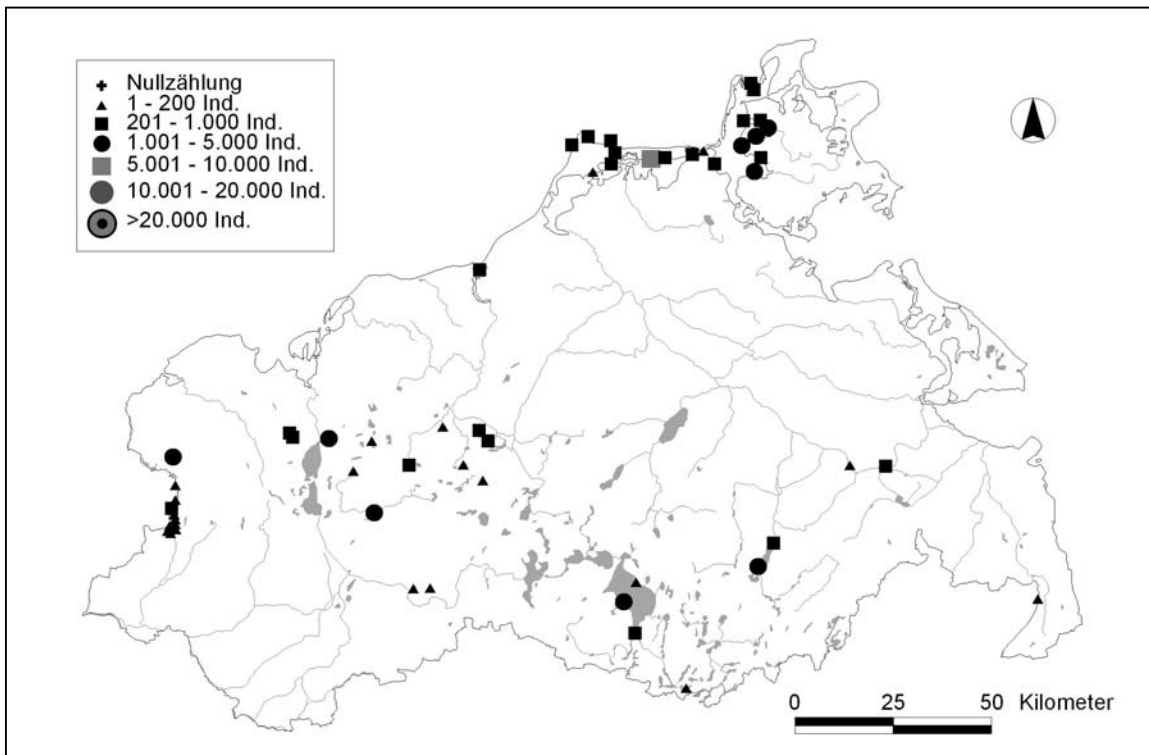 Nullzählung
1 - 200 Ind.
201 - 1.000 Ind.
1.001 - 5.000 Ind.
5.001 - 10.000 Ind.
10.001 - 20.000 Ind.
>20.000 Ind.
0 25 50 Kilometer